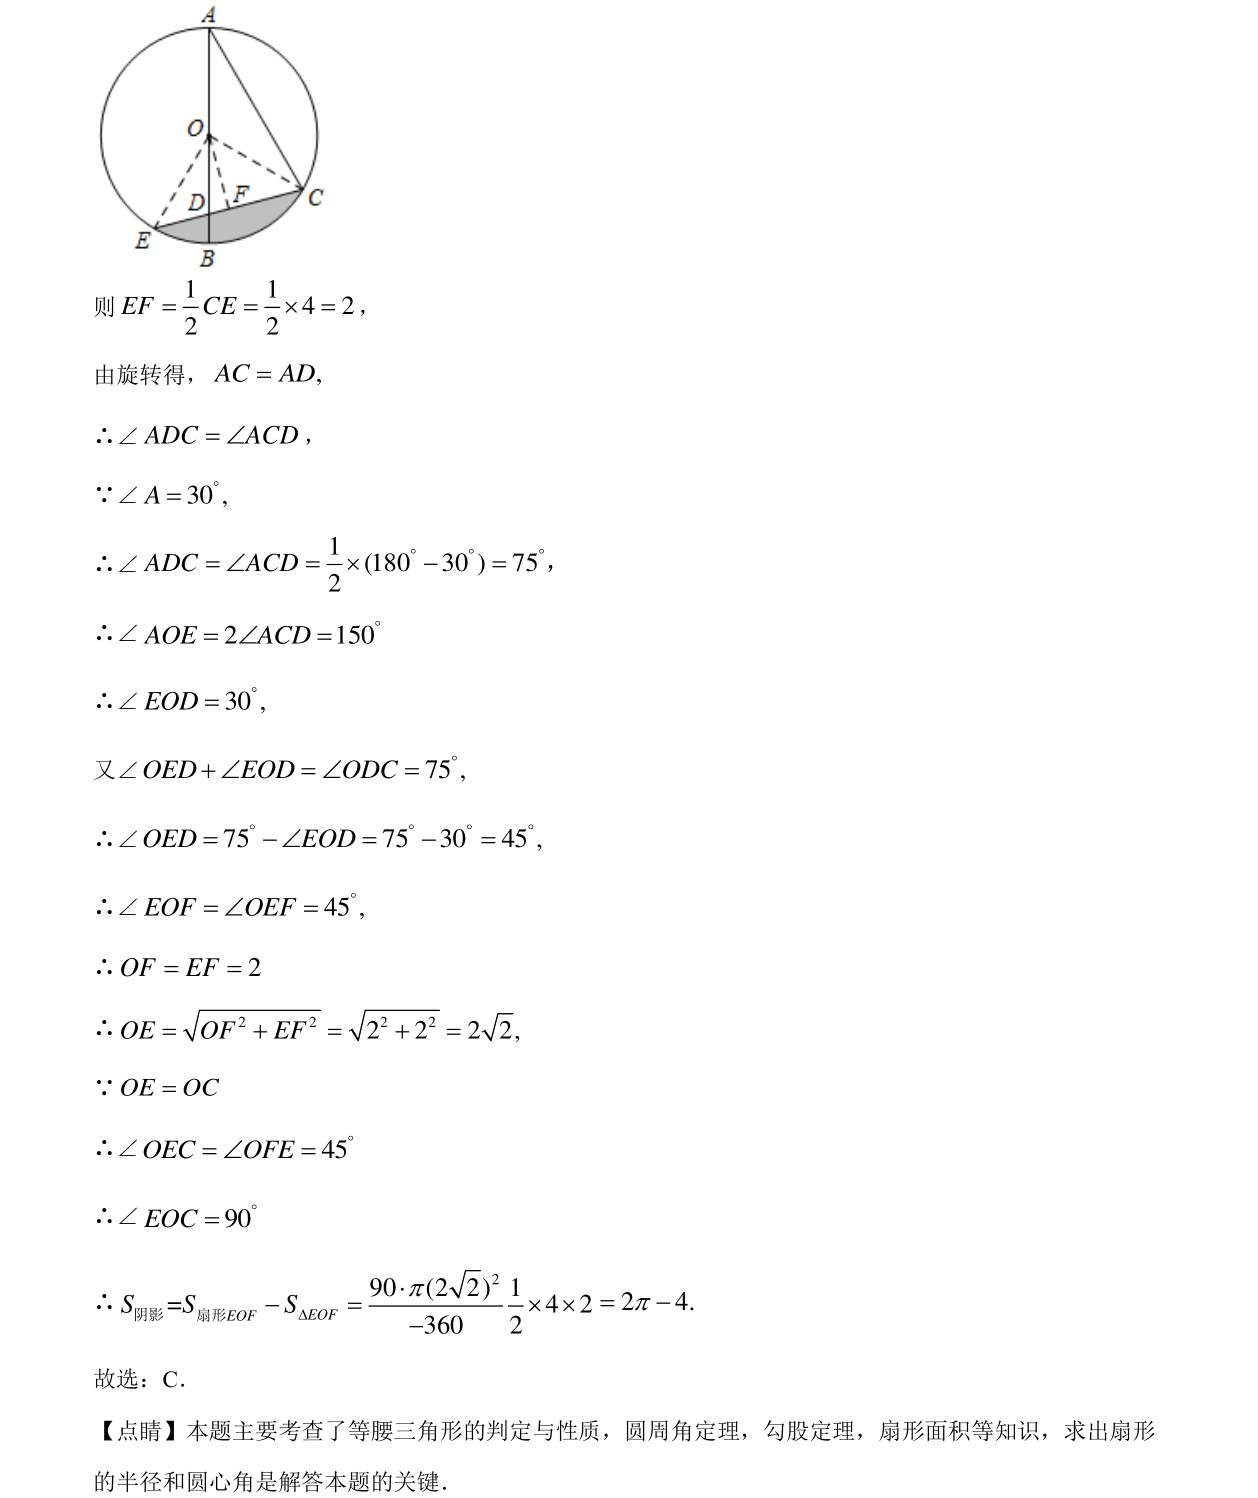 A
O
F
D
C
E
B
则 EF = 1/2 CE = 1/2 × 4 = 2，
由旋转得， AC = AD,
∴∠ ADC = ∠ACD，
∵∠ A = 30°,
∴∠ ADC = ∠ACD = 1/2 × (180° − 30°) = 75°，
∴∠ AOE = 2∠ACD = 150°
∴∠ EOD = 30°,
又∠ OED + ∠EOD = ∠ODC = 75°,
∴∠ OED = 75° − ∠EOD = 75° − 30° = 45°,
∴∠ EOF = ∠OEF = 45°,
∴ OF = EF = 2
∴ OE = √(OF² + EF²) = √(2² + 2²) = 2√2,
∵ OE = OC
∴∠ OEC = ∠OFE = 45°
∴∠ EOC = 90°
∴ S阴影=S扇形EOF − SΔEOF = (90·π(2√2)²)/(−360) 1/2 × 4 × 2 = 2π − 4.
故选：C．
【点睛】本题主要考查了等腰三角形的判定与性质，圆周角定理，勾股定理，扇形面积等知识，求出扇形
的半径和圆心角是解答本题的关键．